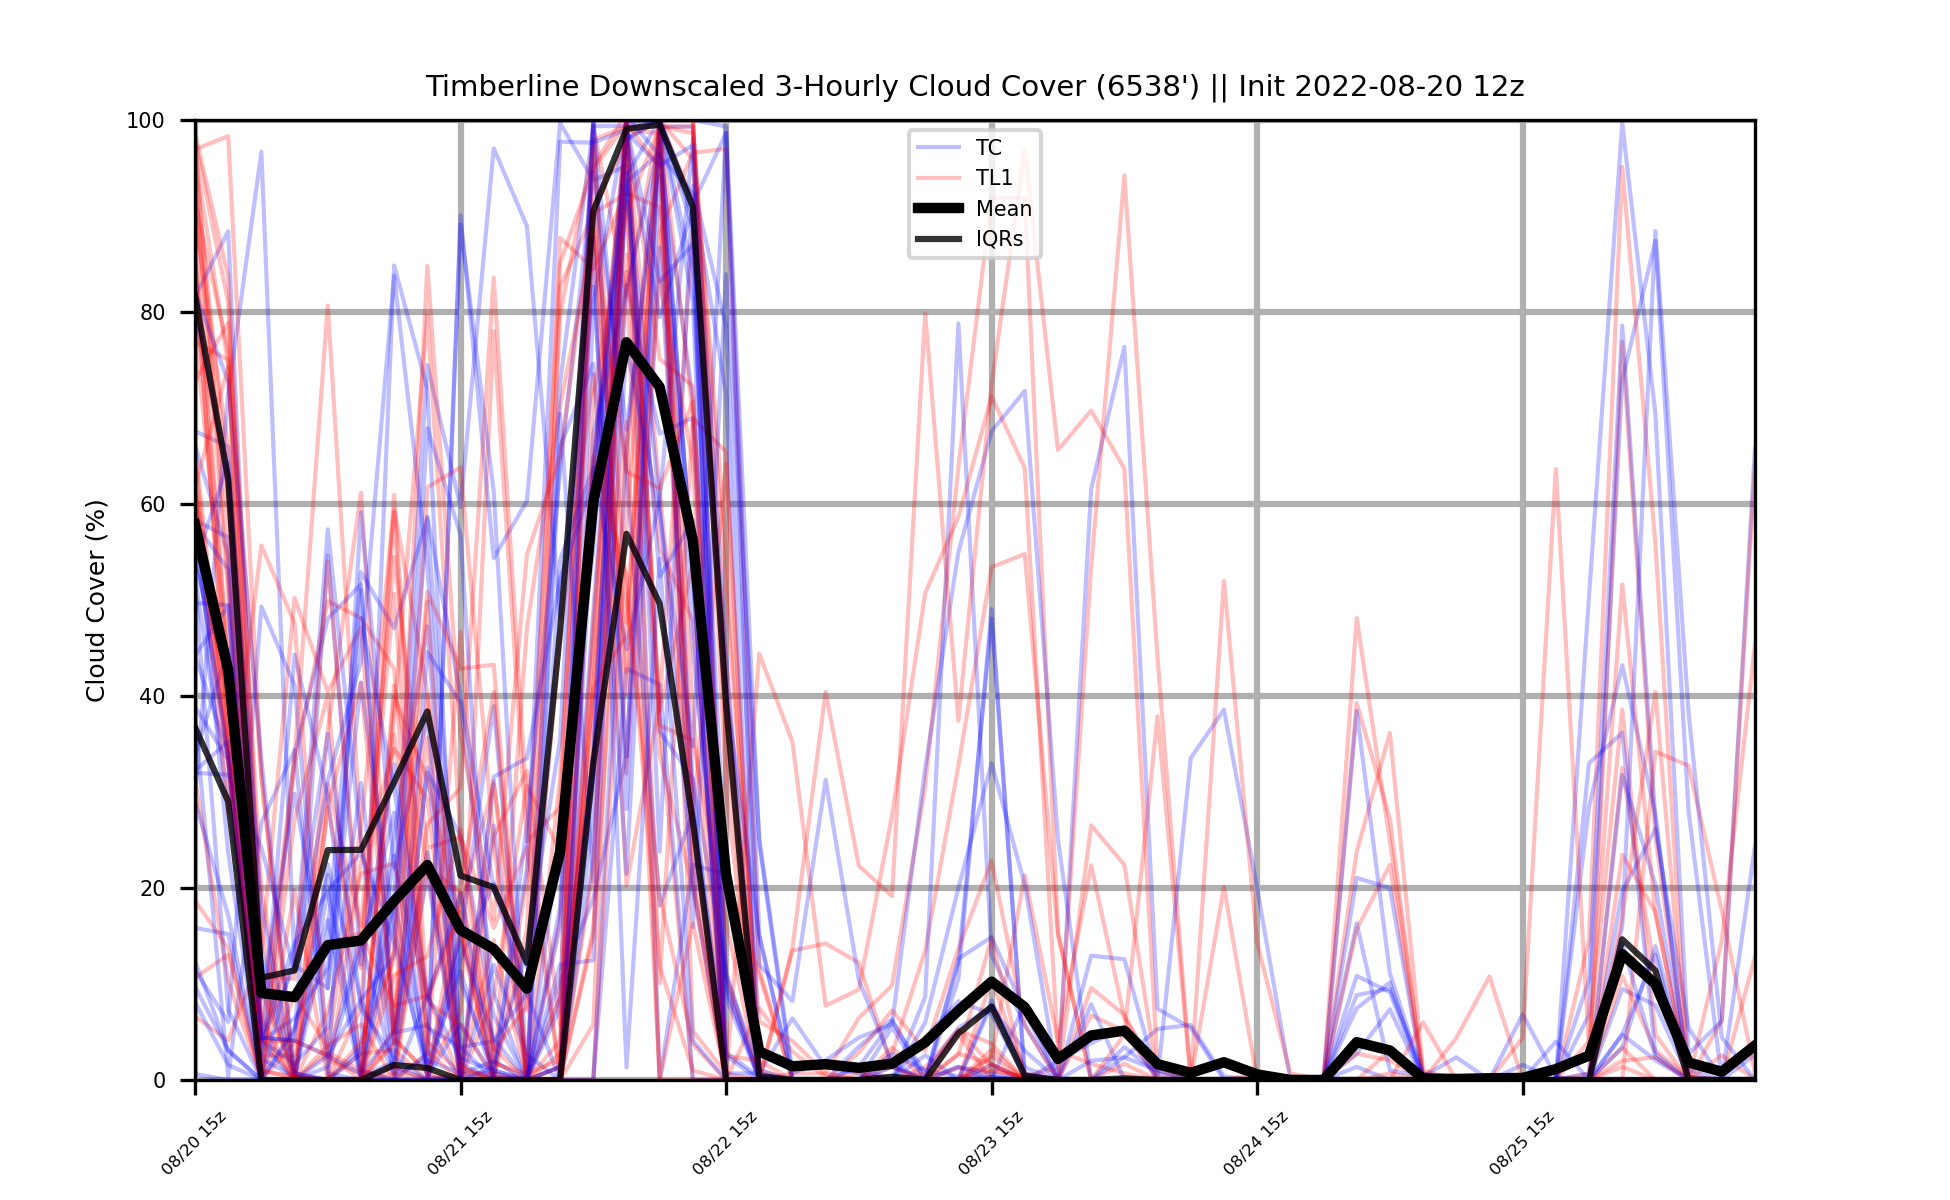 Timberline Downscaled 3-Hourly Cloud Cover (6538') || Init 2022-08-20 12z
100
80
60
40
20
0
Cloud Cover (%)
TC
TL1
Mean
IQRs
08/20 15z
08/21 15z
08/22 15z
08/23 15z
08/24 15z
08/25 15z